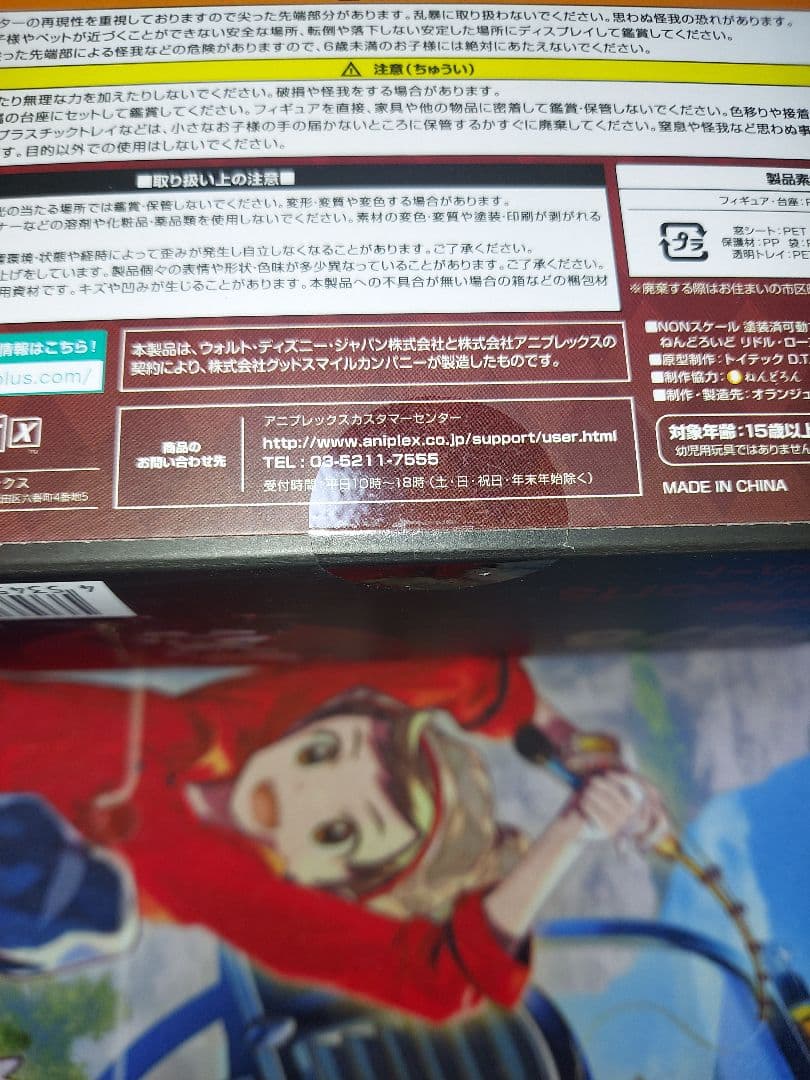 ターの再現性を重視しておりますので尖った先端部分があります。乱暴に取り扱わないでください。思わぬ怪我の恐れがあります。
様やペットが近づくことができない安全な場所、転倒や落下しない安定した場所にディスプレイして鑑賞してください。
った先端部による怪我などの危険がありますので、6歳未満のお子様には絶対にあたえないでください。
注意(ちゅうい)
たり無理な力を加えたりしないでください。破損や怪我をする場合があります。
の台座にセットして鑑賞してください。フィギュアを直接、家具や他の物品に密着して鑑賞・保管しないでください。色移りや接着
プラスチックトレイなどは、小さなお子様の手の届かないところに保管するかすぐに廃棄してください。窒息や怪我など思わぬ事
す。目的以外での使用はしないでください。
■取り扱い上の注意■
の当たる場所では鑑賞・保管しないでください。変形・変質や変色する場合があります。
ナーなどの溶剤や化粧品・薬品類を使用しないでください。素材の変色・変質や塗装・印刷が剥がれる
環境・状態や経時によって歪みが発生し自立しなくなることがあります。ご了承ください。
上げをしています。製品個々の表情や形状・色味が多少異なっていることがあります。ご了承ください。
用資材です。キズや凹みが生じることがあります。本製品への不具合が無い場合の箱などの梱包材
製品素
フィギュア・台座:P
プラ
窓シート:PET
保護材:PP 袋:P
透明トレイ:PE
※廃棄する際はお住まいの市区町
情報はこちら!
plus.com/
本製品は、ウォルト・ディズニー・ジャパン株式会社と株式会社アニプレックスの
契約により、株式会社グッドスマイルカンパニーが製造したものです。
■NONスケール 塗装済可動
ねんどろいど リドル・ロー
■原型制作:トイテック D.T.
■制作協力:ねんどろん
■制作・製造先:オランジュ
X
クス
田区六番町4番地5
商品の
お問い合わせ先
アニプレックスカスタマーセンター
http://www.aniplex.co.jp/support/user.html
TEL:03-5211-7555
受付時間:平日10時~18時(土・日・祝日・年末年始除く)
対象年齢:15歳以上
幼児用玩具ではありません
MADE IN CHINA